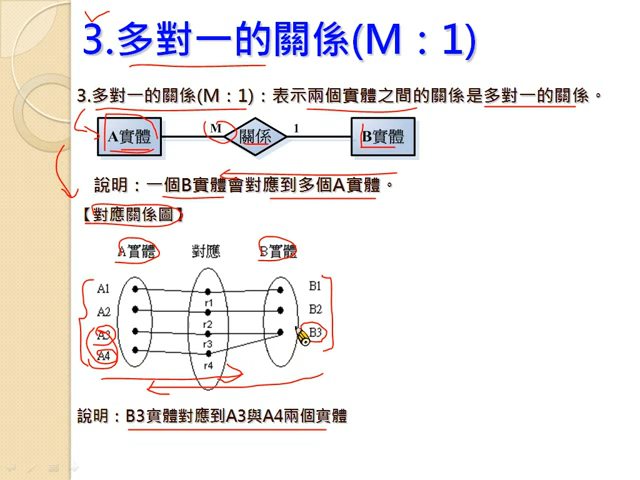 3.多對一的關係(M：1)
3.多對一的關係(M：1)：表示兩個實體之間的關係是多對一的關係。
A實體 M 關係 1 B實體
說明：一個B實體會對應到多個A實體。
【對應關係圖】
A實體 對應 B實體
A1 r1 B1
A2 r2 B2
A3 r3 B3
A4 r4
說明：B3實體對應到A3與A4兩個實體